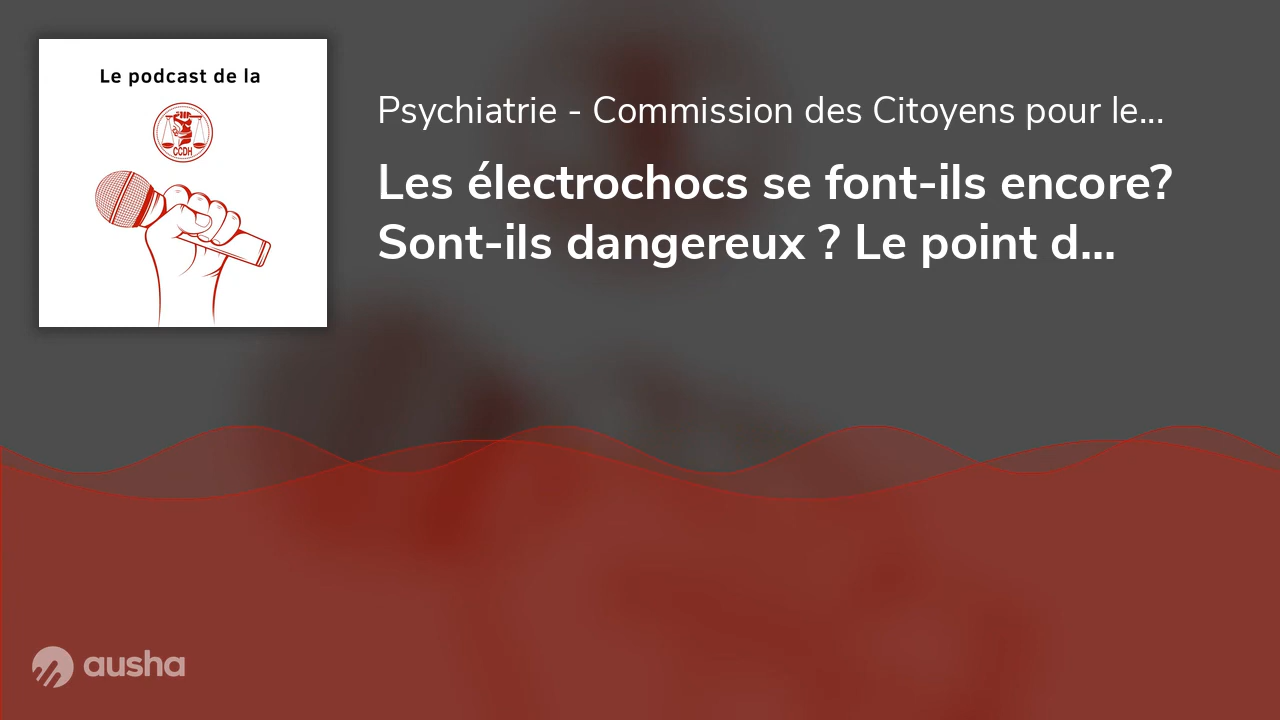 Le podcast de la
CCDH
Psychiatrie - Commission des Citoyens pour le...
Les électrochocs se font-ils encore?
Sont-ils dangereux ? Le point d...
ausha